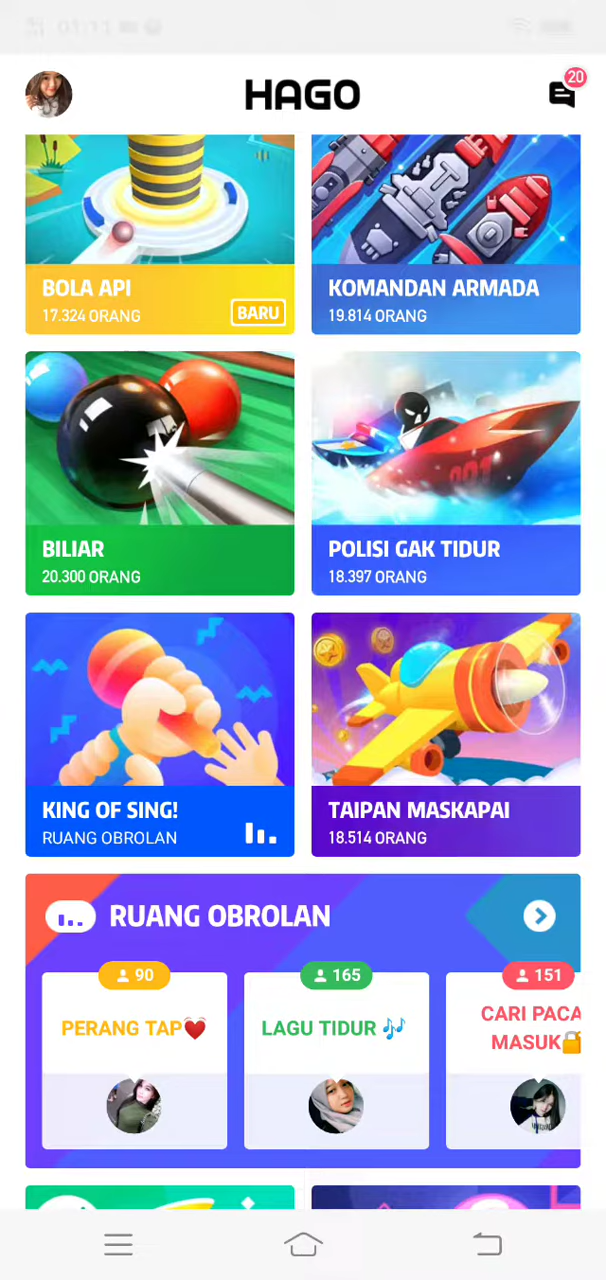 HAGO
20
BOLA API
17.324 ORANG
BARU
KOMANDAN ARMADA
19.814 ORANG
BILIAR
20.300 ORANG
POLISI GAK TIDUR
18.397 ORANG
001
KING OF SING!
RUANG OBROLAN
TAIPAN MASKAPAI
18.514 ORANG
RUANG OBROLAN
90
165
151
PERANG TAP❤️
LAGU TIDUR 🎶
CARI PACA
MASUK🔒